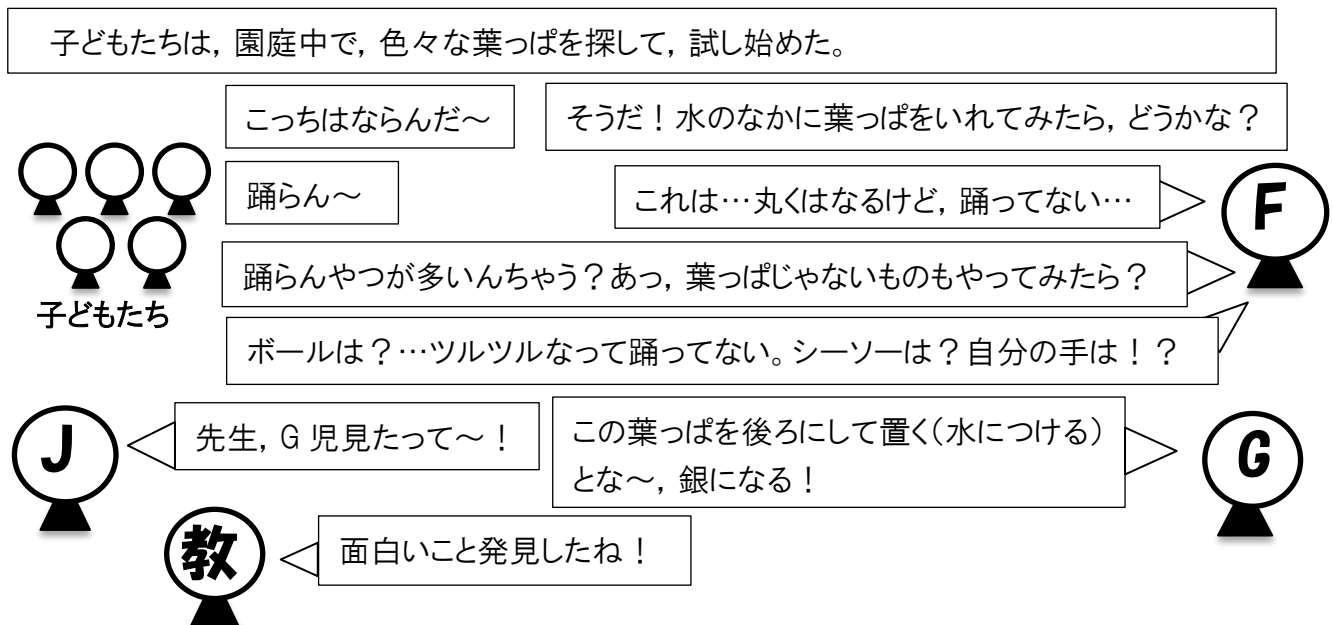 子どもたちは，園庭中で，色々な葉っぱを探して，試し始めた。
こっちはならんだ～
そうだ！水のなかに葉っぱをいれてみたら，どうかな？
踊らん～
これは…丸くはなるけど，踊ってない…
F
踊らんやつが多いんちゃう？あっ，葉っぱじゃないものもやってみたら？
子どもたち
ボールは？…ツルツルなって踊ってない。シーソーは？自分の手は！？
J
先生，G 児見たって～！
この葉っぱを後ろにして置く（水につける）
とな～，銀になる！
G
教
面白いこと発見したね！